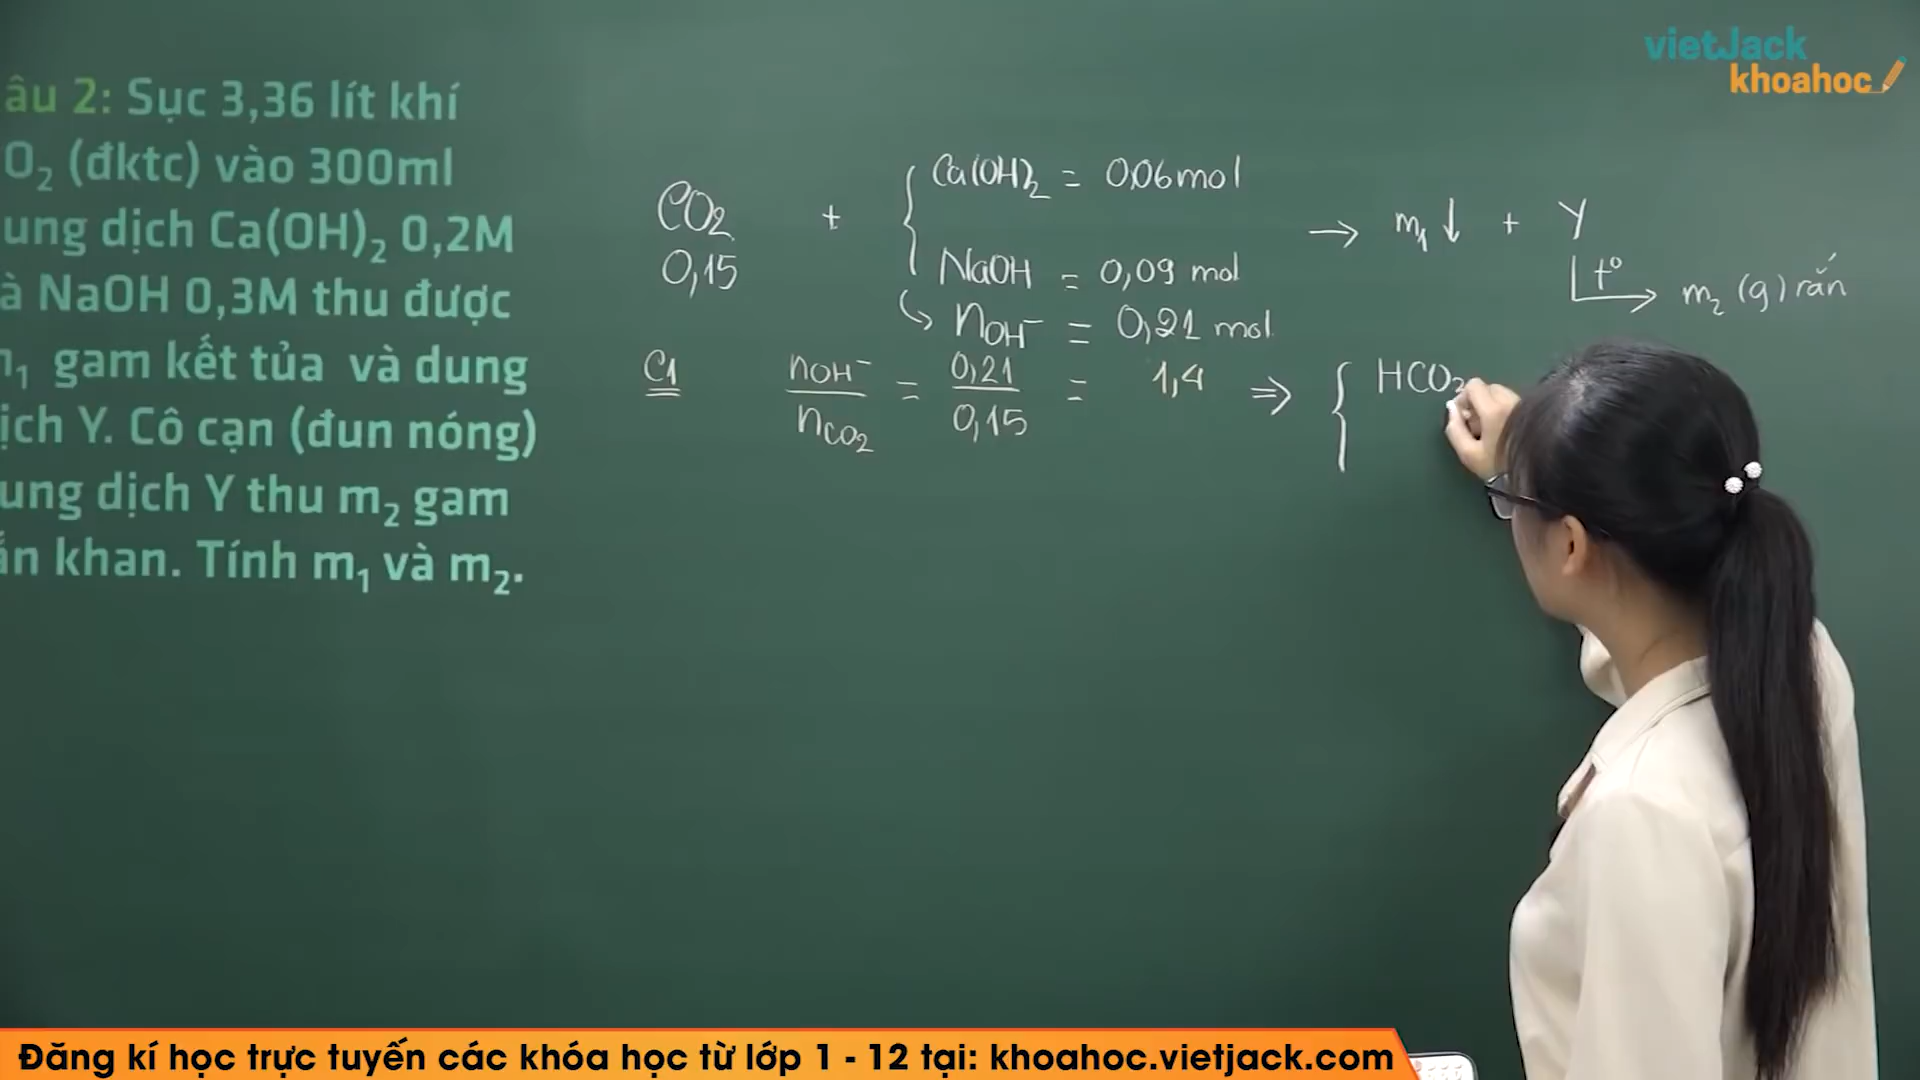 vietJack
khoahoc
âu 2: Sục 3,36 lít khí
O₂ (đktc) vào 300ml
ung dịch Ca(OH)₂ 0,2M
à NaOH 0,3M thu được
m₁ gam kết tủa và dung
ịch Y. Cô cạn (đun nóng)
ung dịch Y thu m₂ gam
ắn khan. Tính m₁ và m₂.
CO₂ + { Ca(OH)₂ = 0,06 mol
0,15 NaOH = 0,09 mol
→ m₁ ↓ + Y
t° → m₂ (g) rắn
↪ nOH⁻ = 0,21 mol
C1 nOH⁻/nCO₂ = 0,21/0,15 = 1,4 ⇒ { HCO₃
Đăng kí học trực tuyến các khóa học từ lớp 1 - 12 tại: khoahoc.vietjack.com